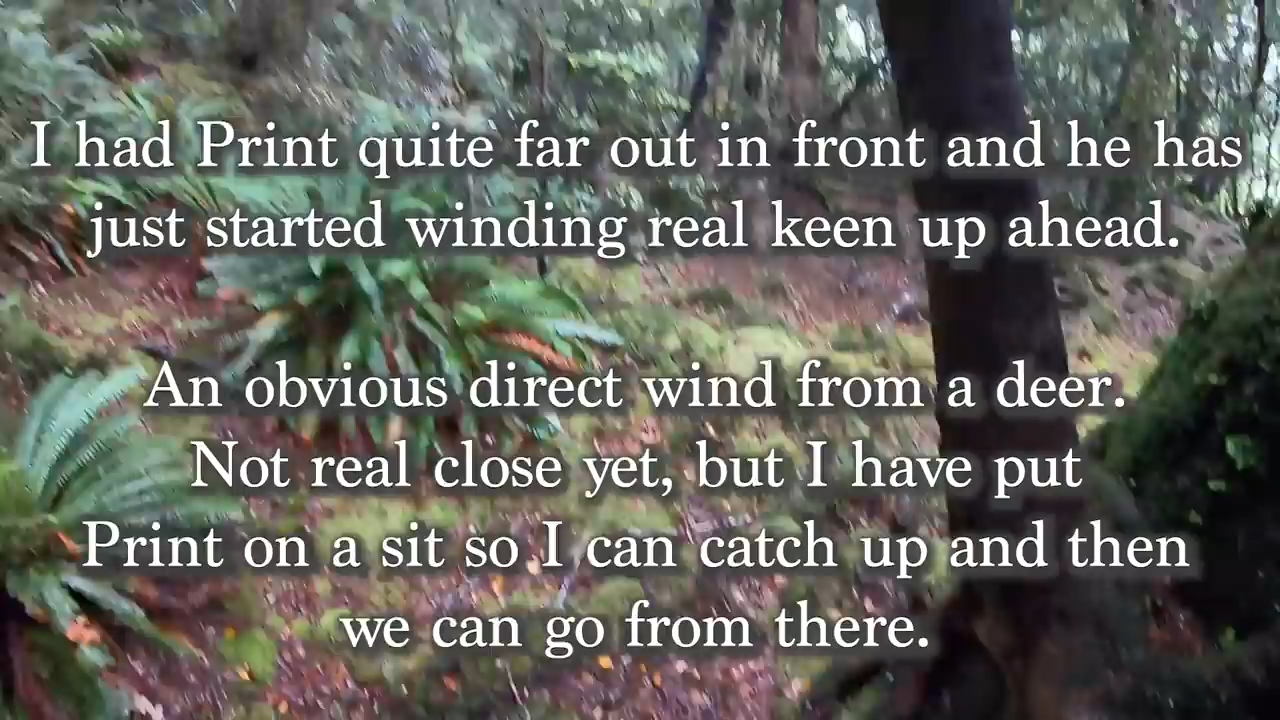 I had Print quite far out in front and he has
just started winding real keen up ahead.
An obvious direct wind from a deer.
Not real close yet, but I have put
Print on a sit so I can catch up and then
we can go from there.